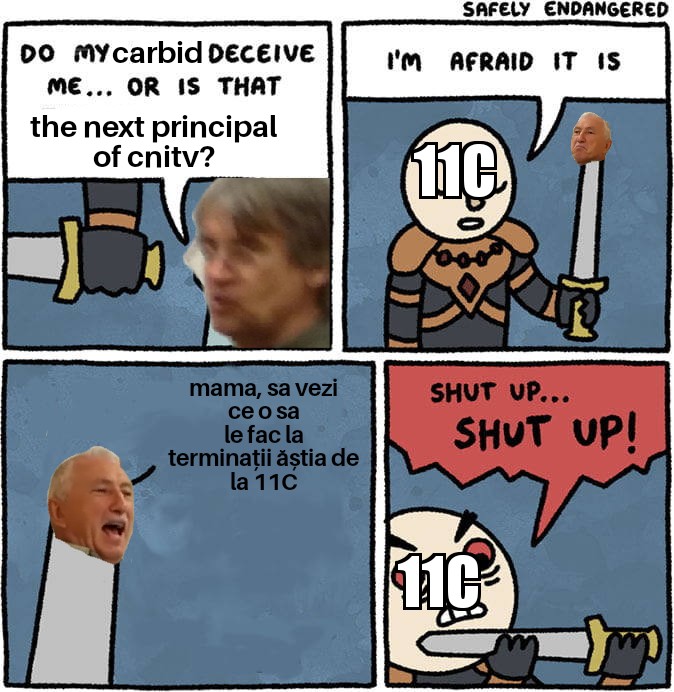 SAFELY ENDANGERED
DO MY carbid DECEIVE
ME... OR IS THAT
the next principal
of cnitv?
I'M AFRAID IT IS
11C
mama, sa vezi
ce o sa
le fac la
terminații ăștia de
la 11C
SHUT UP...
SHUT UP!
11C